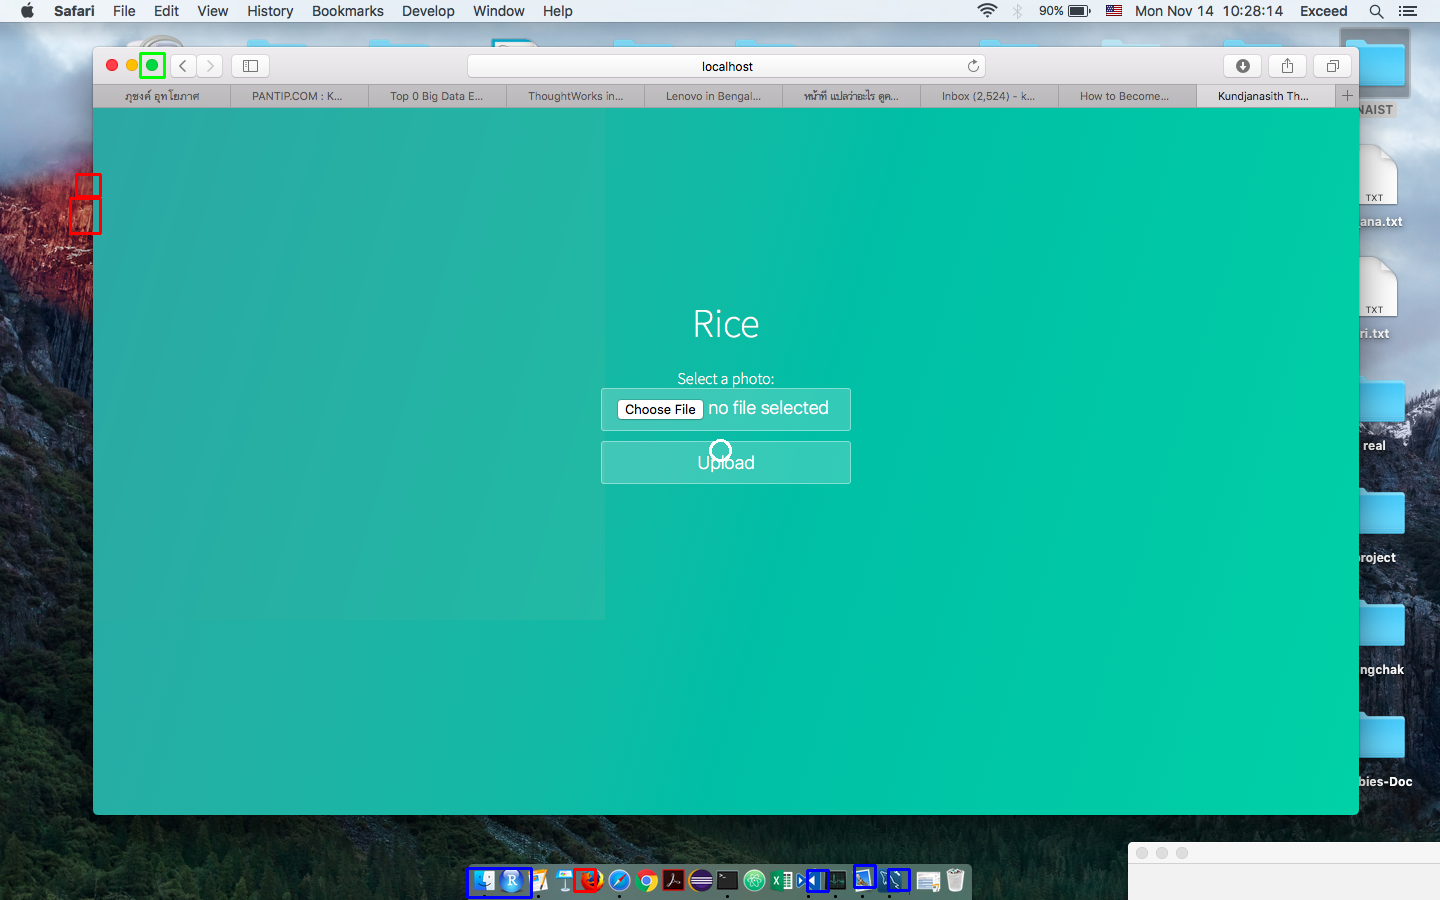 Safari File Edit View History Bookmarks Develop Window Help 90% Mon Nov 14 10:28:14 Exceed
localhost
ภุชงค์ อุทโยภาศ PANTIP.COM : K... Top 0 Big Data E... ThoughtWorks in... Lenovo in Bengal... หน้าที่ แปลว่าอะไร ดูค... Inbox (2,524) - k... How to Become... Kundjanasith Th... +
NAIST
TXT
ana.txt
TXT
ri.txt
Rice
Select a photo:
Choose File no file selected
Upload
real
project
ngchak
bies-Doc